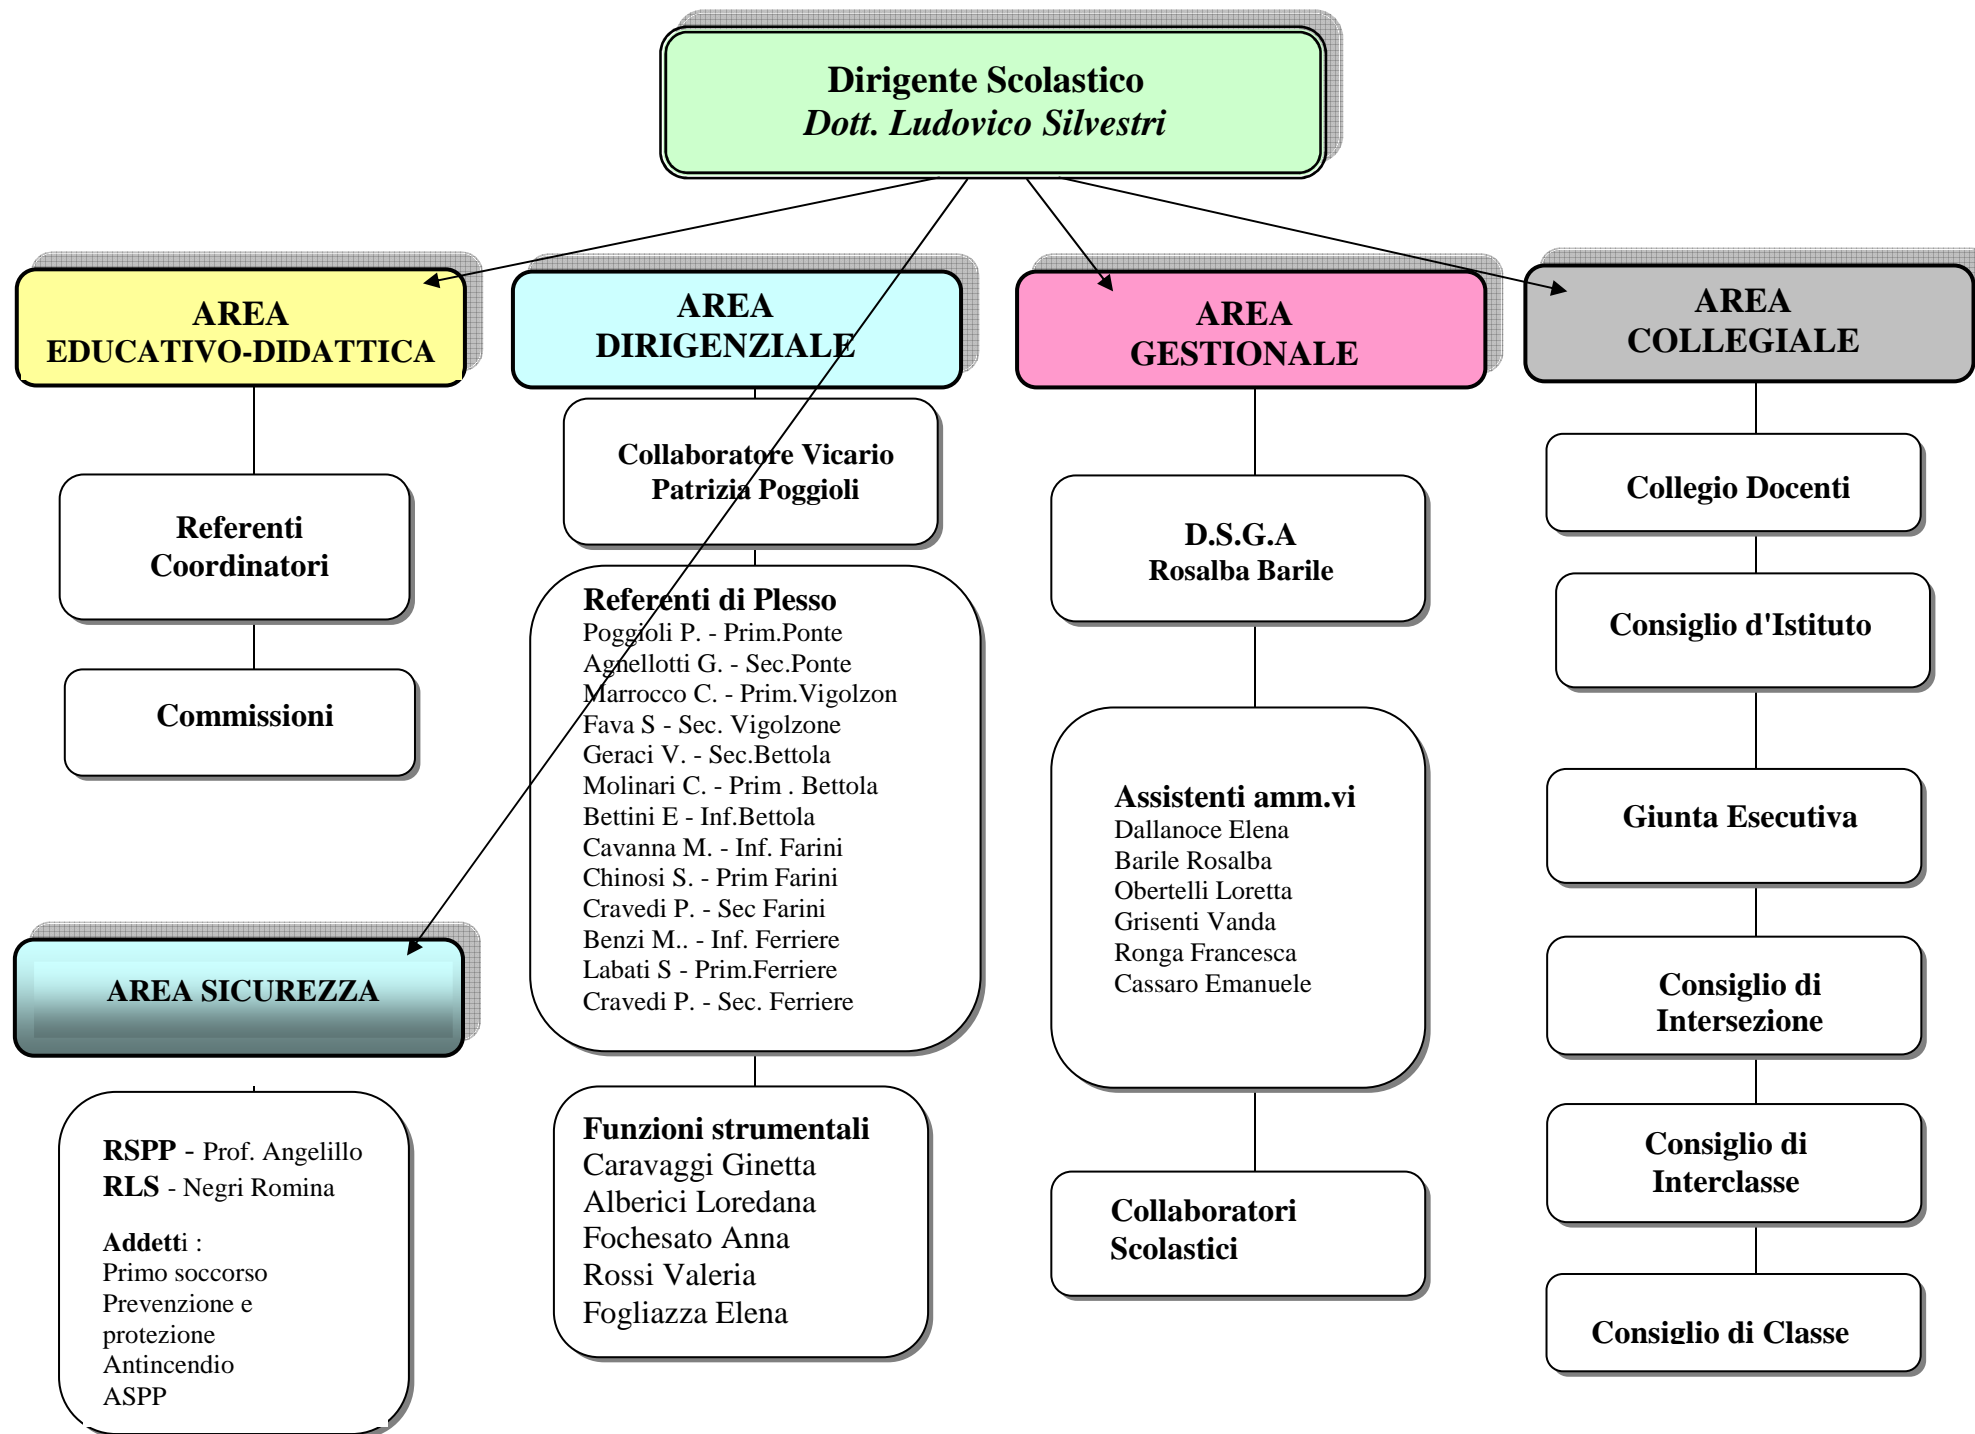 Dirigente Scolastico
Dott. Ludovico Silvestri
AREA
EDUCATIVO-DIDATTICA
Referenti
Coordinatori
Commissioni
AREA SICUREZZA
RSPP - Prof. Angelillo
RLS - Negri Romina
Addetti :
Primo soccorso
Prevenzione e
protezione
Antincendio
ASPP
AREA
DIRIGENZIALE
Collaboratore Vicario
Patrizia Poggioli
Referenti di Plesso
Poggioli P. - Prim.Ponte
Agnellotti G. - Sec.Ponte
Marrocco C. - Prim.Vigolzon
Fava S - Sec. Vigolzone
Geraci V. - Sec.Bettola
Molinari C. - Prim . Bettola
Bettini E - Inf.Bettola
Cavanna M. - Inf. Farini
Chinosi S. - Prim Farini
Cravedi P. - Sec Farini
Benzi M.. - Inf. Ferriere
Labati S - Prim.Ferriere
Cravedi P. - Sec. Ferriere
Funzioni strumentali
Caravaggi Ginetta
Alberici Loredana
Fochesato Anna
Rossi Valeria
Fogliazza Elena
AREA
GESTIONALE
D.S.G.A
Rosalba Barile
Assistenti amm.vi
Dallanoce Elena
Barile Rosalba
Obertelli Loretta
Grisenti Vanda
Ronga Francesca
Cassaro Emanuele
Collaboratori
Scolastici
AREA
COLLEGIALE
Collegio Docenti
Consiglio d'Istituto
Giunta Esecutiva
Consiglio di
Intersezione
Consiglio di
Interclasse
Consiglio di Classe